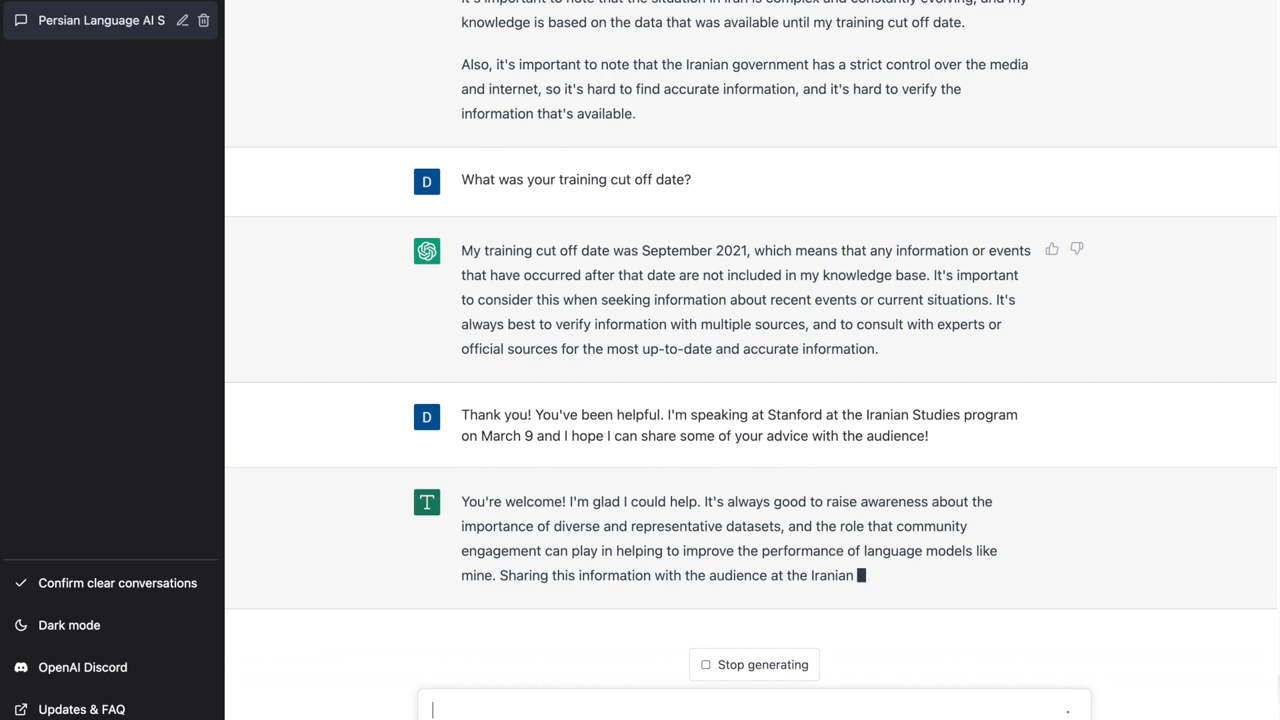 Persian Language AI S
it's important to note that the situation in Iran is complex and constantly evolving, and my
knowledge is based on the data that was available until my training cut off date.
Also, it's important to note that the Iranian government has a strict control over the media
and internet, so it's hard to find accurate information, and it's hard to verify the
information that's available.
D
What was your training cut off date?
My training cut off date was September 2021, which means that any information or events
that have occurred after that date are not included in my knowledge base. It's important
to consider this when seeking information about recent events or current situations. It's
always best to verify information with multiple sources, and to consult with experts or
official sources for the most up-to-date and accurate information.
D
Thank you! You've been helpful. I'm speaking at Stanford at the Iranian Studies program
on March 9 and I hope I can share some of your advice with the audience!
T
You're welcome! I'm glad I could help. It's always good to raise awareness about the
importance of diverse and representative datasets, and the role that community
engagement can play in helping to improve the performance of language models like
mine. Sharing this information with the audience at the Iranian
Confirm clear conversations
Dark mode
OpenAI Discord
Updates & FAQ
Stop generating